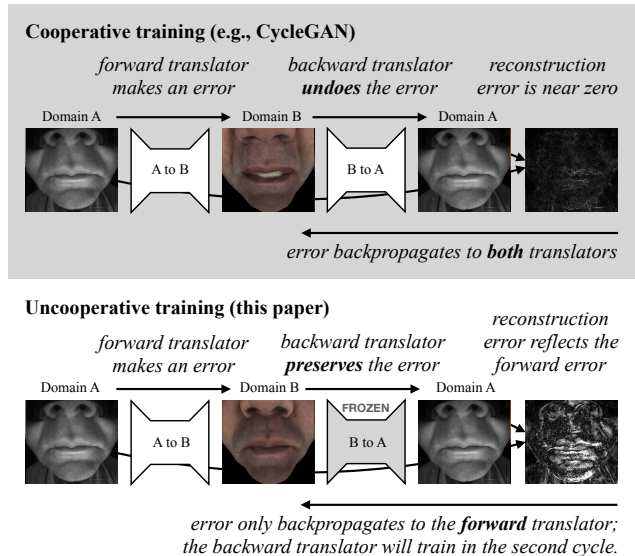 Cooperative training (e.g., CycleGAN)
forward translator
makes an error
backward translator
undoes the error
reconstruction
error is near zero
Domain A
Domain B
Domain A
A to B
B to A
error backpropagates to both translators
Uncooperative training (this paper)
forward translator
makes an error
backward translator
preserves the error
reconstruction
error reflects the
forward error
Domain A
Domain B
Domain A
A to B
FROZEN
B to A
error only backpropagates to the forward translator;
the backward translator will train in the second cycle.